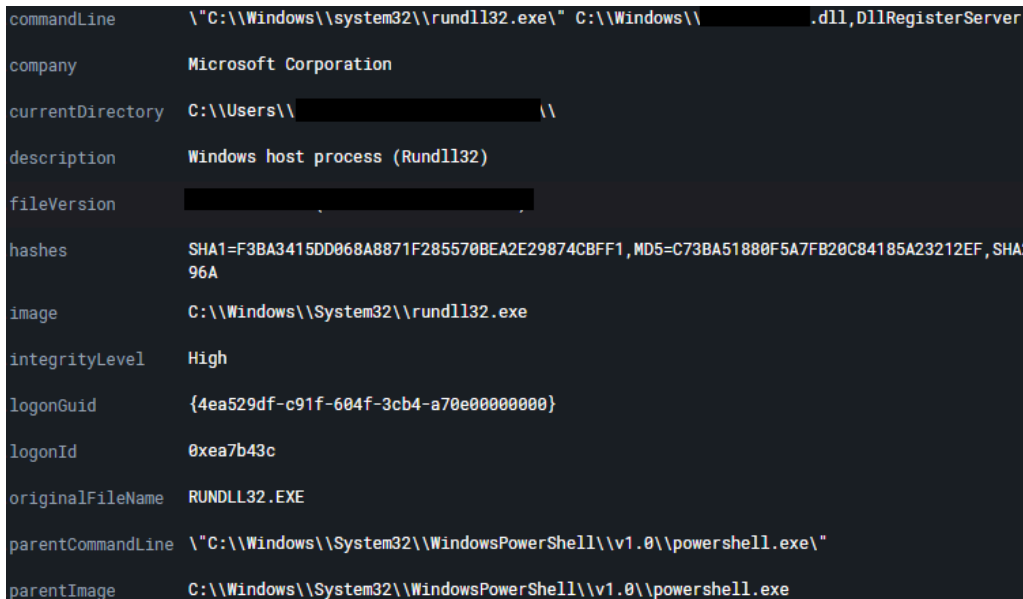 commandLine \"C:\\Windows\\system32\\rundll32.exe\" C:\\Windows\\ .dll,DllRegisterServer
company Microsoft Corporation
currentDirectory C:\\Users\\ \\
description Windows host process (Rundll32)
fileVersion
hashes SHA1=F3BA3415DD068A8871F285570BEA2E29874CBFF1,MD5=C73BA51880F5A7FB20C84185A23212EF,SHA
96A
image C:\\Windows\\System32\\rundll32.exe
integrityLevel High
logonGuid {4ea529df-c91f-604f-3cb4-a70e00000000}
logonId 0xea7b43c
originalFileName RUNDLL32.EXE
parentCommandLine \"C:\\Windows\\System32\\WindowsPowerShell\\v1.0\\powershell.exe\"
parentImage C:\\Windows\\System32\\WindowsPowerShell\\v1.0\\powershell.exe